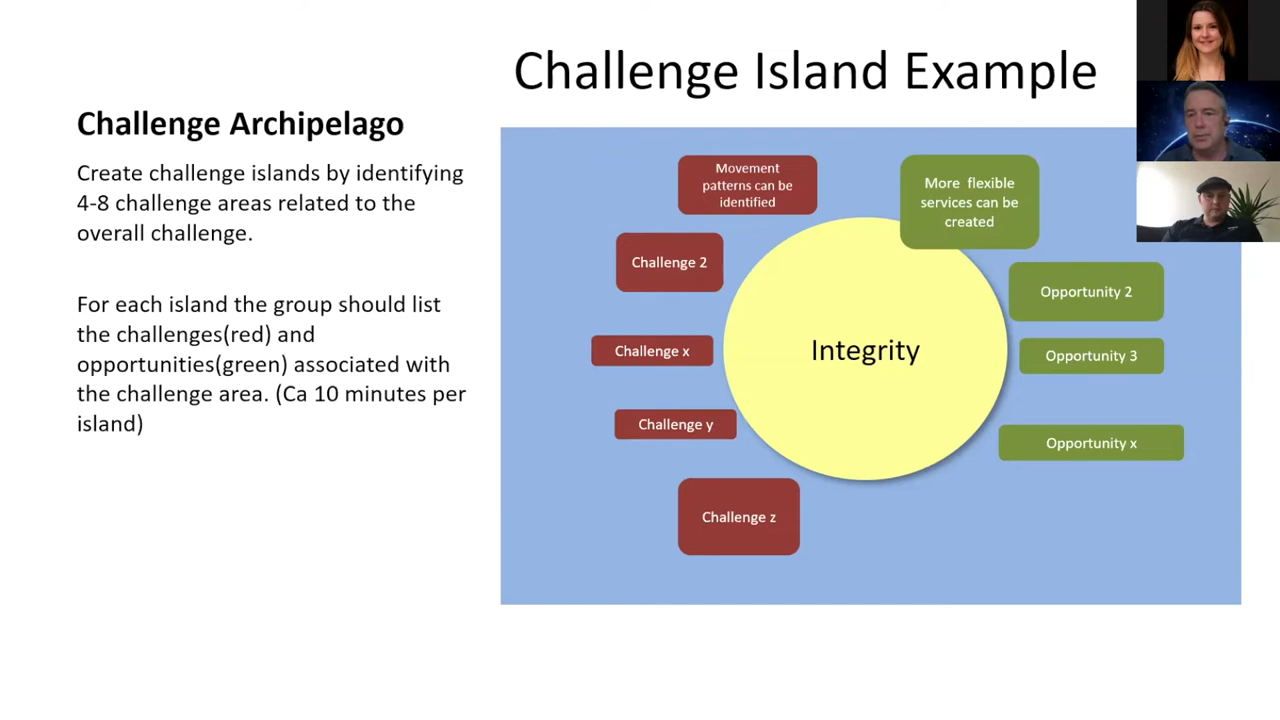 Challenge Island Example
Challenge Archipelago
Create challenge islands by identifying
4-8 challenge areas related to the
overall challenge.
For each island the group should list
the challenges(red) and
opportunities(green) associated with
the challenge area. (Ca 10 minutes per
island)
Movement
patterns can be
identified
More flexible
services can be
created
Challenge 2
Opportunity 2
Challenge x
Integrity
Opportunity 3
Challenge y
Opportunity x
Challenge z